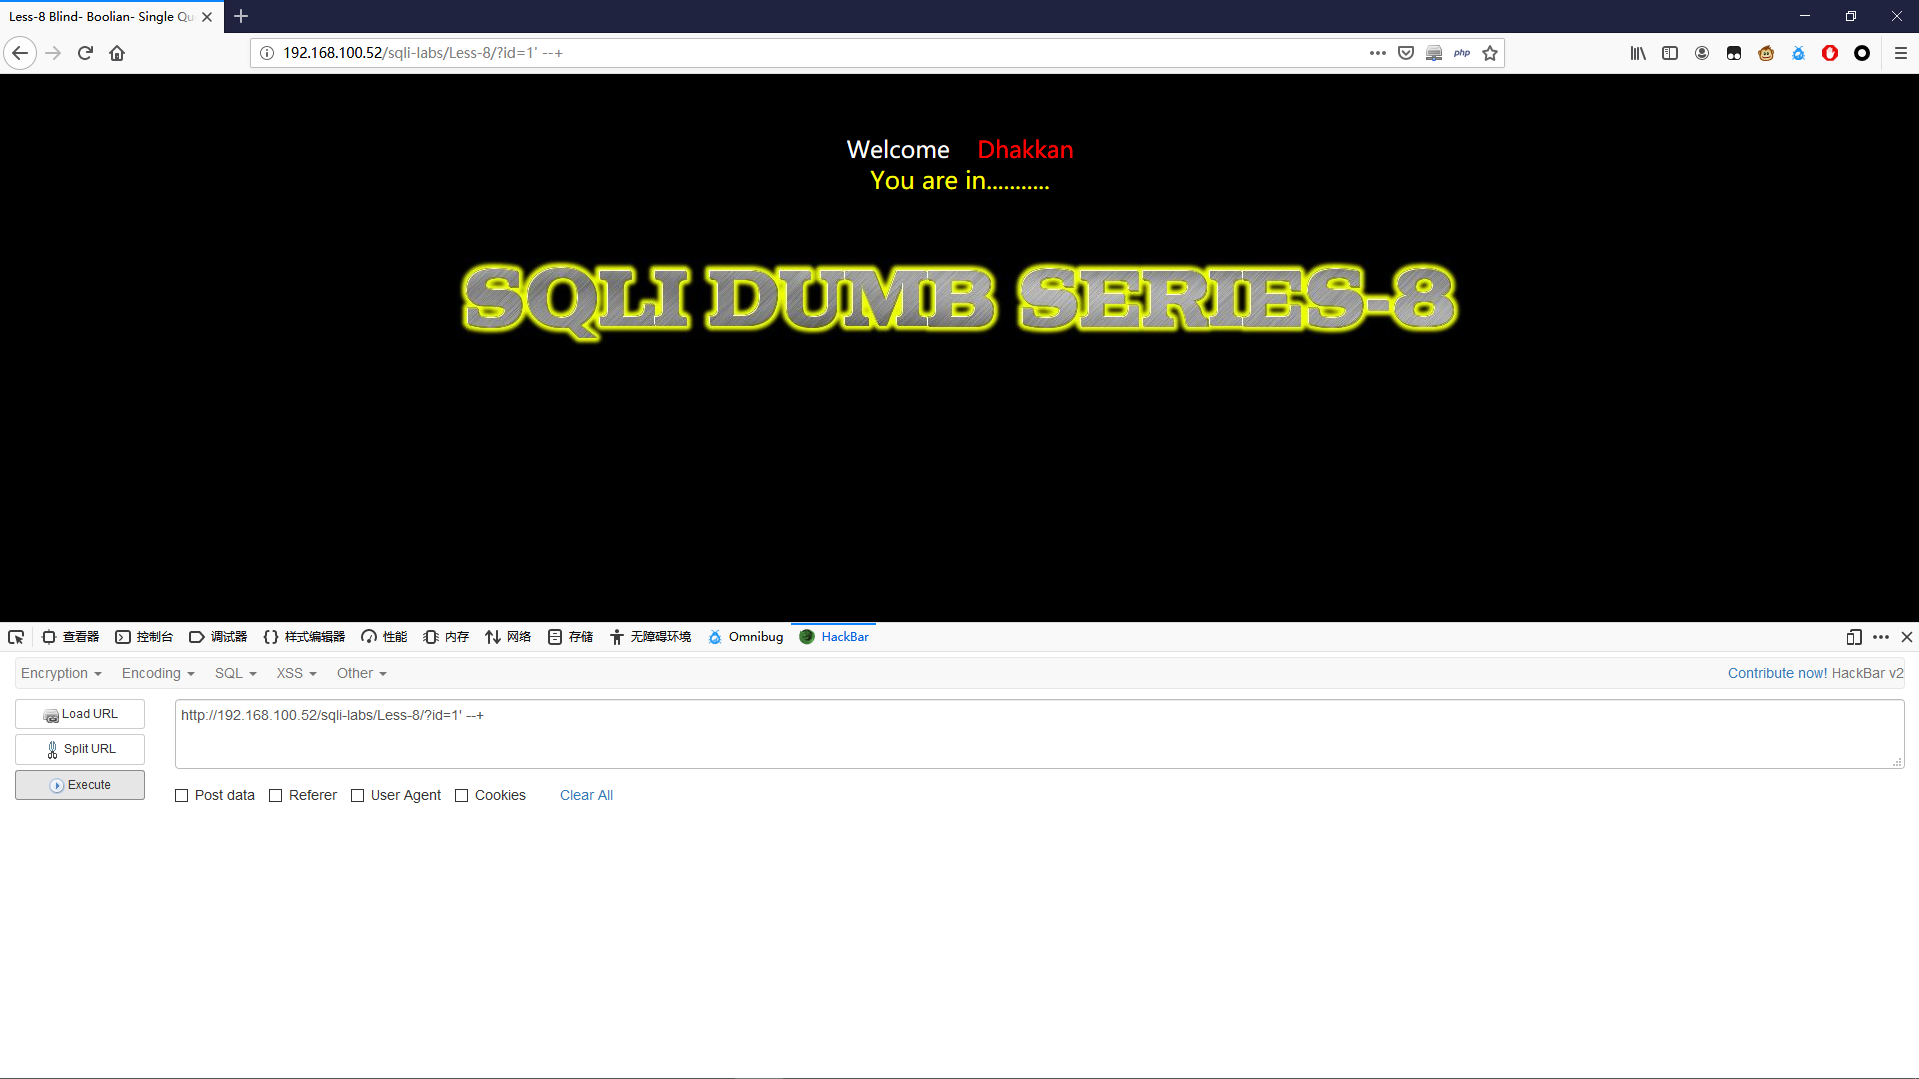 Less-8 Blind- Boolian- Single Qu
192.168.100.52/sqli-labs/Less-8/?id=1' --+
php
Welcome Dhakkan
You are in...........
SQLI DUMB SERIES-8
查看器 控制台 调试器 样式编辑器 性能 内存 网络 存储 无障碍环境 Omnibug HackBar
Encryption Encoding SQL XSS Other Contribute now! HackBar v2
Load URL
http://192.168.100.52/sqli-labs/Less-8/?id=1' --+
Split URL
Execute
Post data Referer User Agent Cookies Clear All